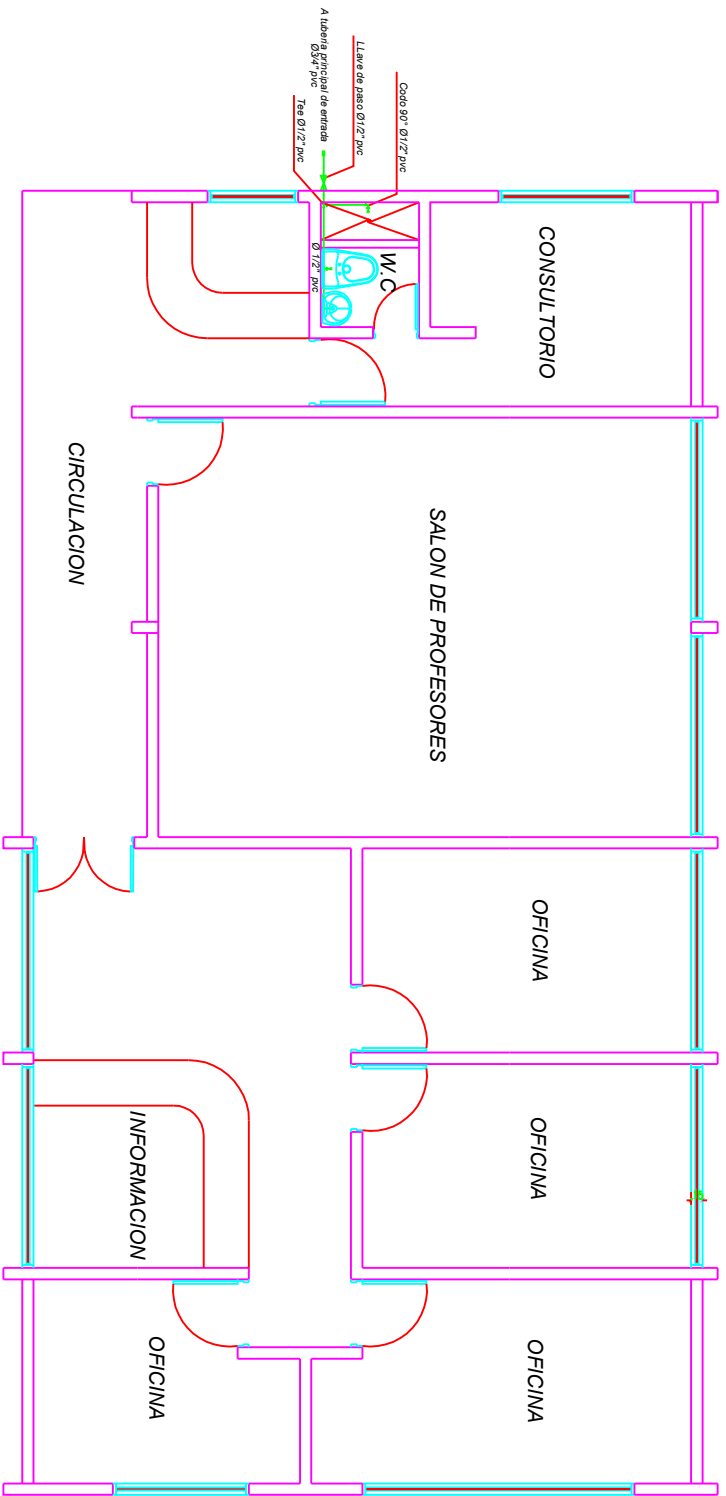 A tuberia principal de entrada
Ø3/4" pvc
LLave de paso Ø1/2" pvc
Codo 90° Ø1/2" pvc
Tee Ø1/2" pvc
Ø 1/2" pvc
W.C
CONSULTORIO
CIRCULACION
SALON DE PROFESORES
OFICINA
OFICINA
INFORMACION
OFICINA
OFICINA